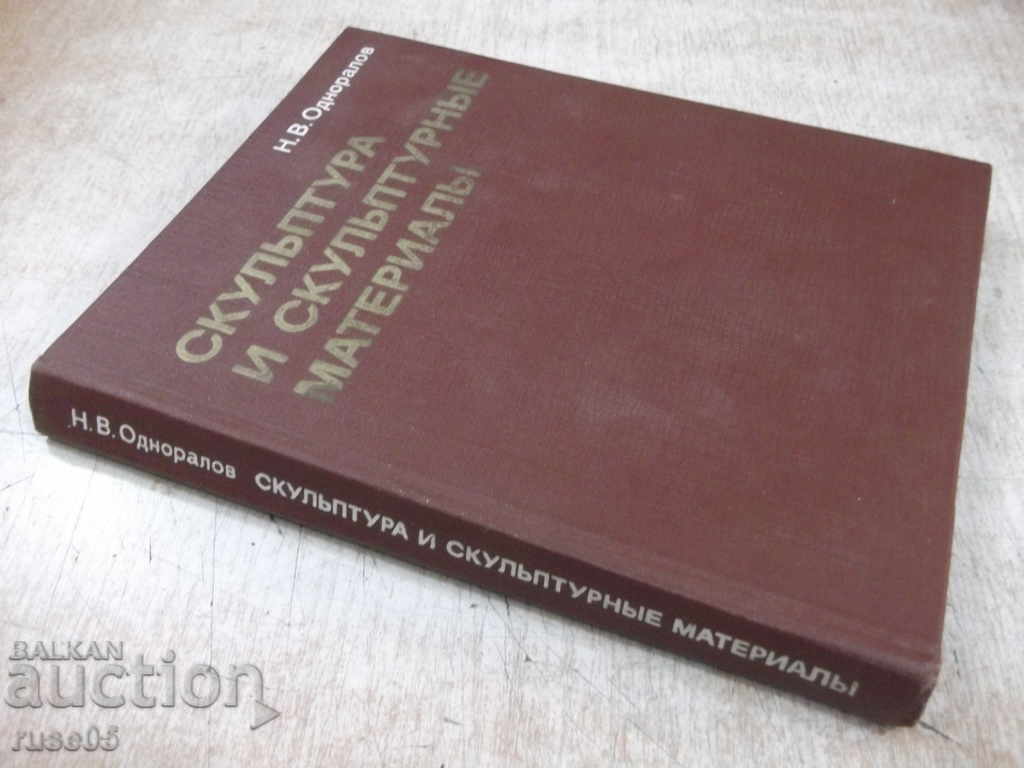 Н.В.Одноралов
СКУЛЬПТУРА
И СКУЛЬПТУРНЫЕ
МАТЕРИАЛЫ
Н.В.Одноралов СКУЛЬПТУРА И СКУЛЬПТУРНЫЕ МАТЕРИАЛЫ
BALKAN
auction
ruse05